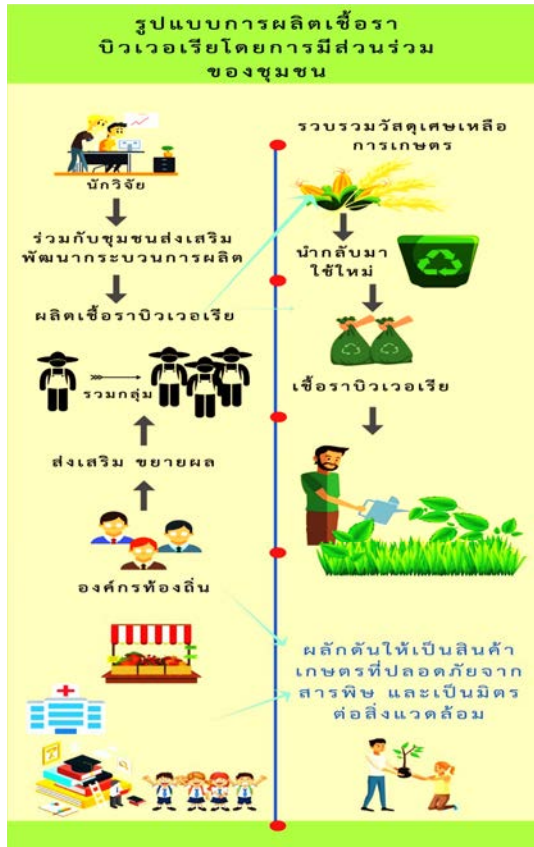 รูปแบบการผลิตเชื้อรา
บิวเวอเรียโดยการมีส่วนร่วม
ของชุมชน
นักวิจัย
ร่วมกับชุมชนส่งเสริม
พัฒนากระบวนการผลิต
ผลิตเชื้อราบิวเวอเรีย
รวมกลุ่ม
ส่งเสริม ขยายผล
องค์กรท้องถิ่น
รวบรวมวัสดุเศษเหลือ
การเกษตร
นำกลับมา
ใช้ใหม่
เชื้อราบิวเวอเรีย
ผลักดันให้เป็นสินค้า
เกษตรที่ปลอดภัยจาก
สารพิษ และเป็นมิตร
ต่อสิ่งแวดล้อม